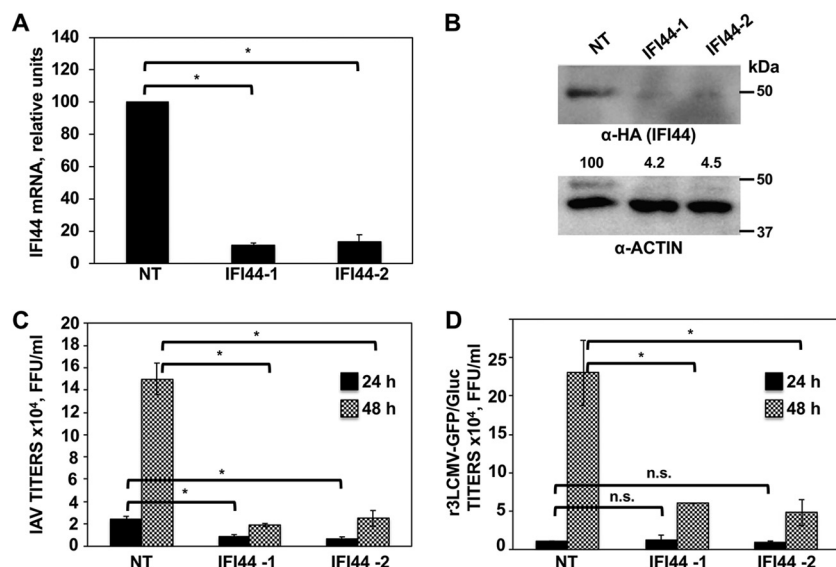 A
IFI44 mRNA, relative units
140
120
100
80
60
40
20
0
*
*
NT
IFI44-1
IFI44-2
B
NT
IFI44-1
IFI44-2
kDa
50
α-HA (IFI44)
100
4.2
4.5
50
37
α-ACTIN
C
IAV TITERS x10⁴, FFU/ml
20
18
16
14
12
10
8
6
4
2
0
*
*
24 h
48 h
*
*
NT
IFI44 -1
IFI44 -2
D
r3LCMV-GFP/Gluc
TITERS x10⁴, FFU/ml
25
20
15
10
5
0
*
*
24 h
48 h
n.s.
n.s.
NT
IFI44 -1
IFI44 -2